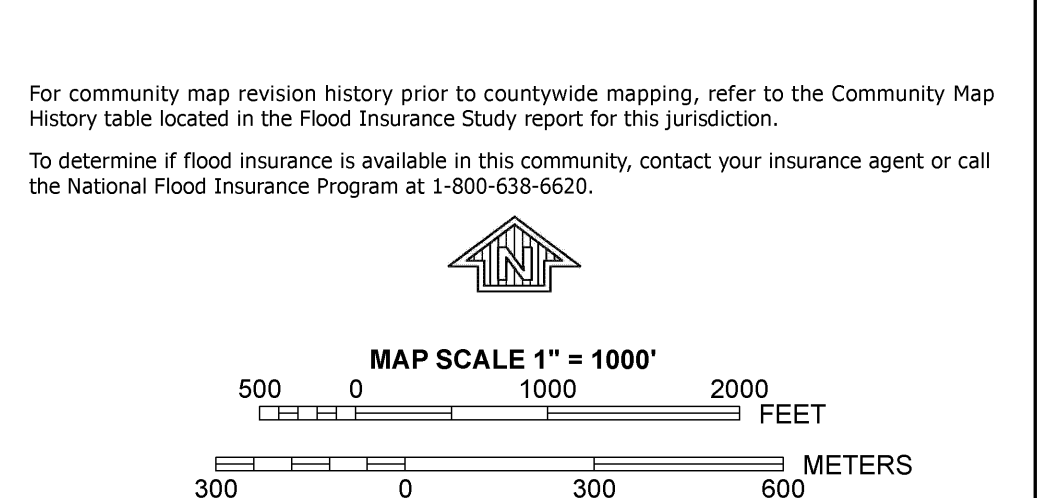 For community map revision history prior to countywide mapping, refer to the Community Map
History table located in the Flood Insurance Study report for this jurisdiction.
To determine if flood insurance is available in this community, contact your insurance agent or call
the National Flood Insurance Program at 1-800-638-6620.
N
MAP SCALE 1" = 1000'
500 0 1000 2000
FEET
METERS
300 0 300 600